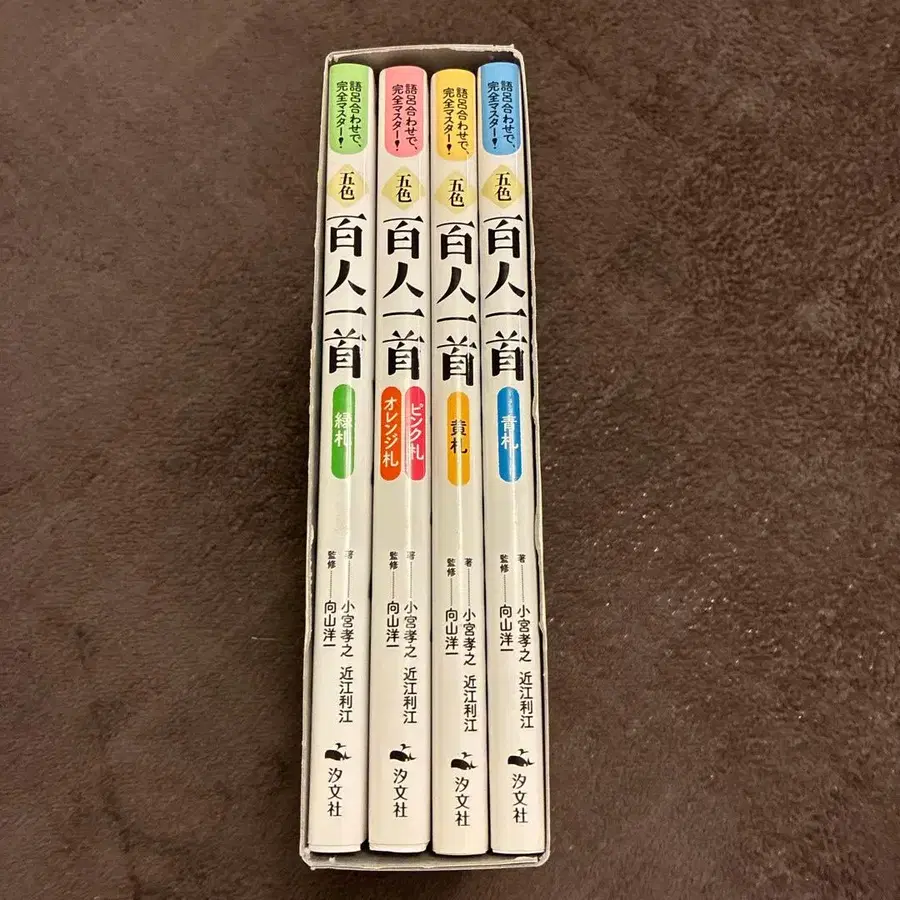 語呂合わせで、
完全マスター!
五色
百人一首
緑札
著 小宮孝之 近江利江
監修 向山洋一
汐文社
語呂合わせで、
完全マスター!
五色
百人一首
ピンク札
オレンジ札
著 小宮孝之 近江利江
監修 向山洋一
汐文社
語呂合わせで、
完全マスター!
五色
百人一首
黄札
著 小宮孝之 近江利江
監修 向山洋一
汐文社
語呂合わせで、
完全マスター!
五色
百人一首
青札
著 小宮孝之 近江利江
監修 向山洋一
汐文社